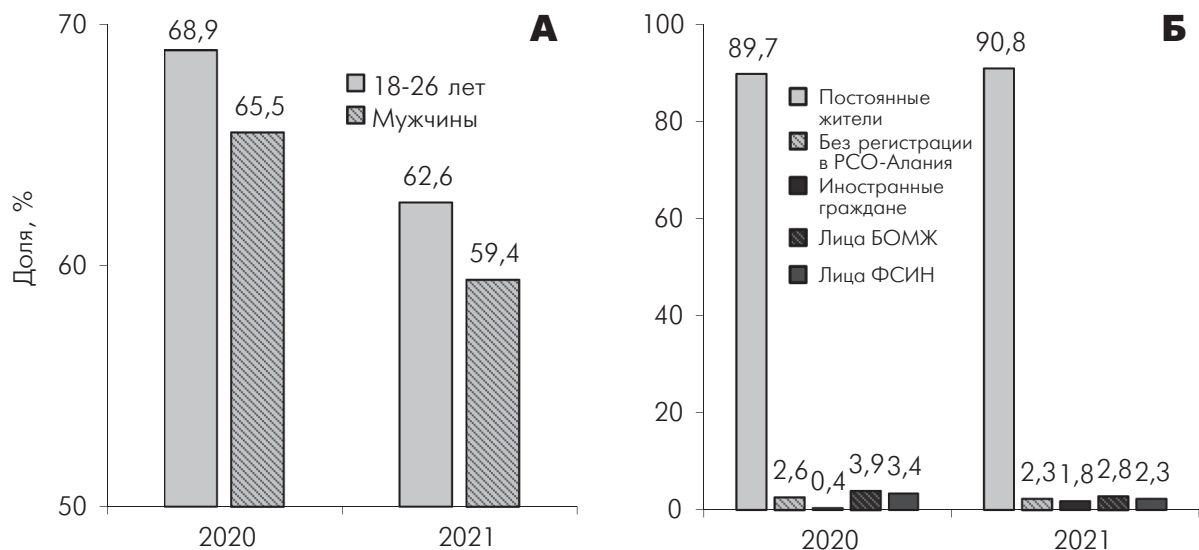 А
70
60
50
Доля, %
68,9
65,5
62,6
59,4
18-26 лет
Мужчины
2020
2021
Б
100
80
60
40
20
0
89,7
2,6
0,4
3,9
3,4
90,8
2,3
1,8
2,8
2,3
Постоянные
жители
Без регистрации
в РСО-Алания
Иностранные
граждане
Лица БОМЖ
Лица ФСИН
2020
2021